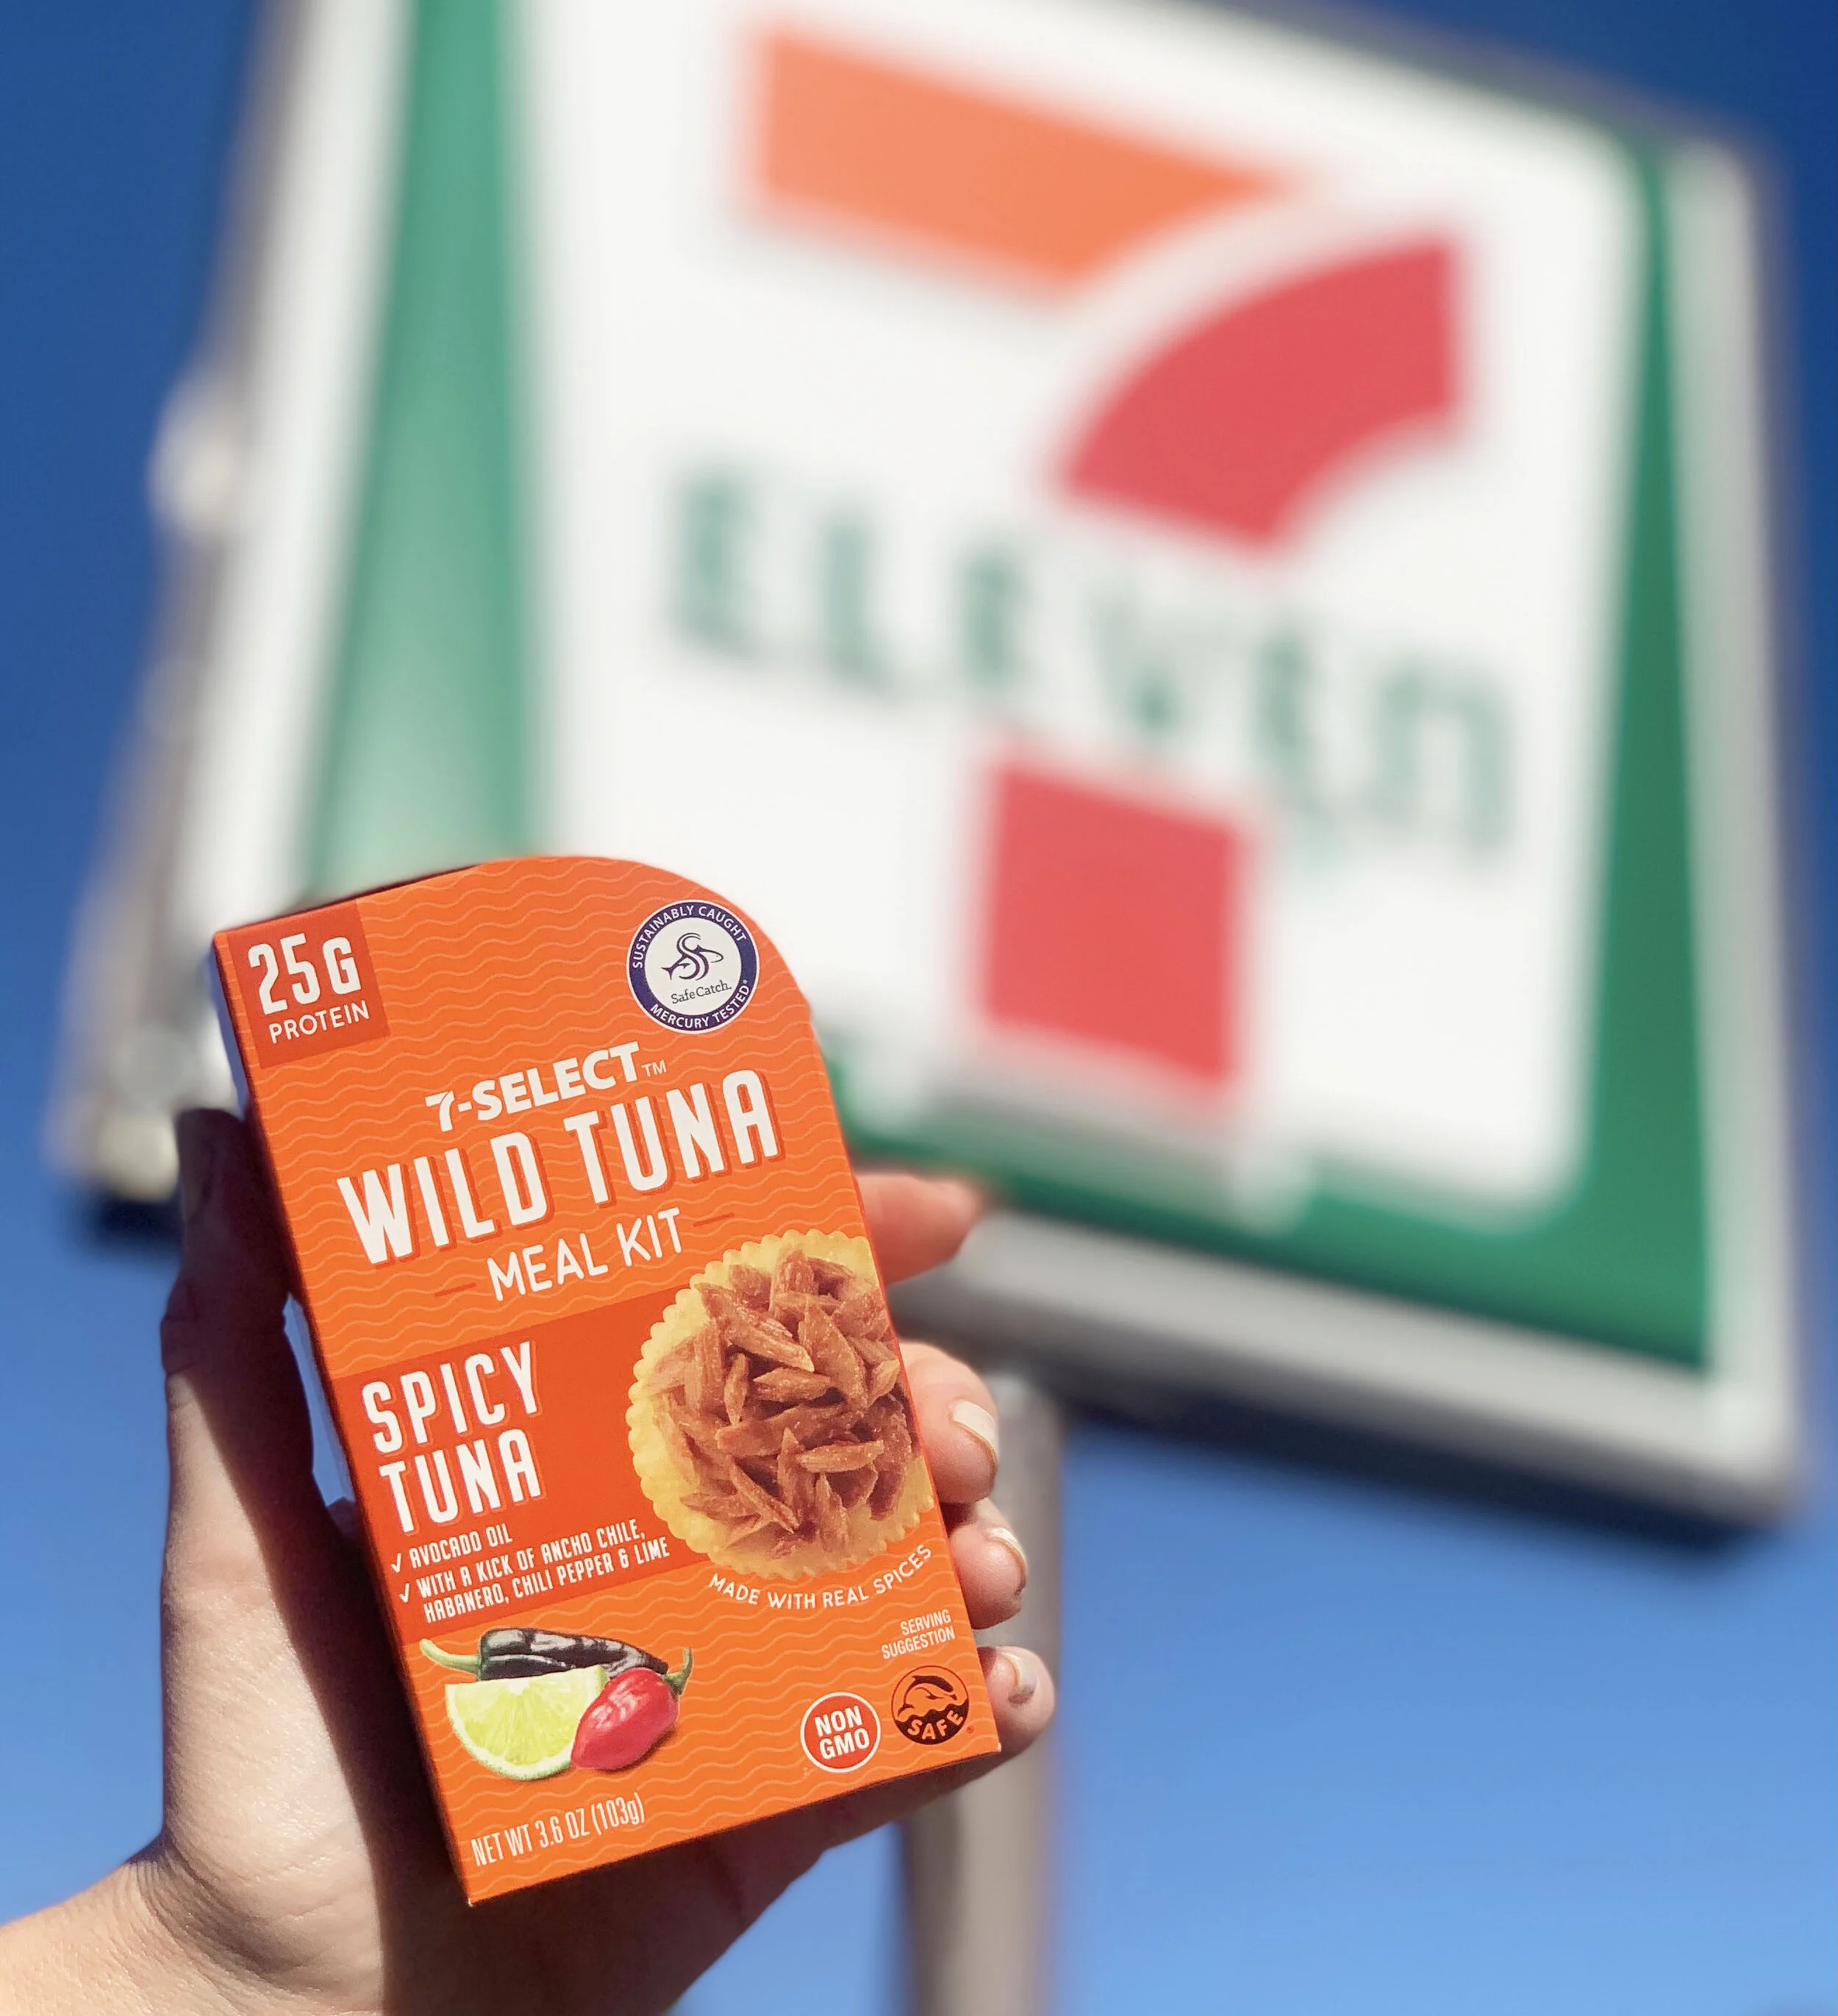 ELEVEn
25G
PROTEIN
SUSTAINABLY CAUGHT
SafeCatch.
MERCURY TESTED®
7-SELECT™
WILD TUNA
MEAL KIT
SPICY
TUNA
✓ AVOCADO OIL
✓ WITH A KICK OF ANCHO CHILE,
HABANERO, CHILI PEPPER & LIME
MADE WITH REAL SPICES
SERVING
SUGGESTION
NON
GMO
SAFE®
NET WT 3.6 OZ (103g)